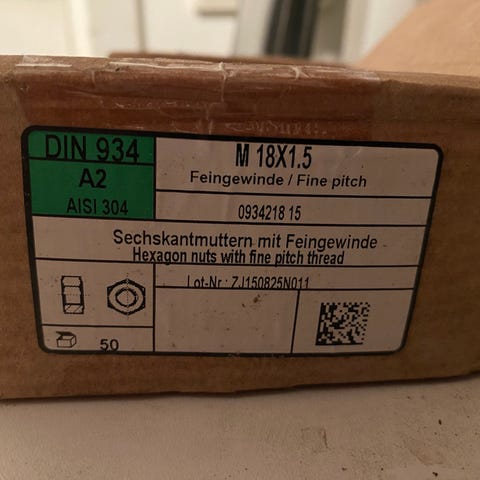 DIN 934
A2
AISI 304
M 18X1.5
Feingewinde / Fine pitch
0934218 15
Sechskantmuttern mit Feingewinde
Hexagon nuts with fine pitch thread
Lot-Nr : ZJ150825N011
50